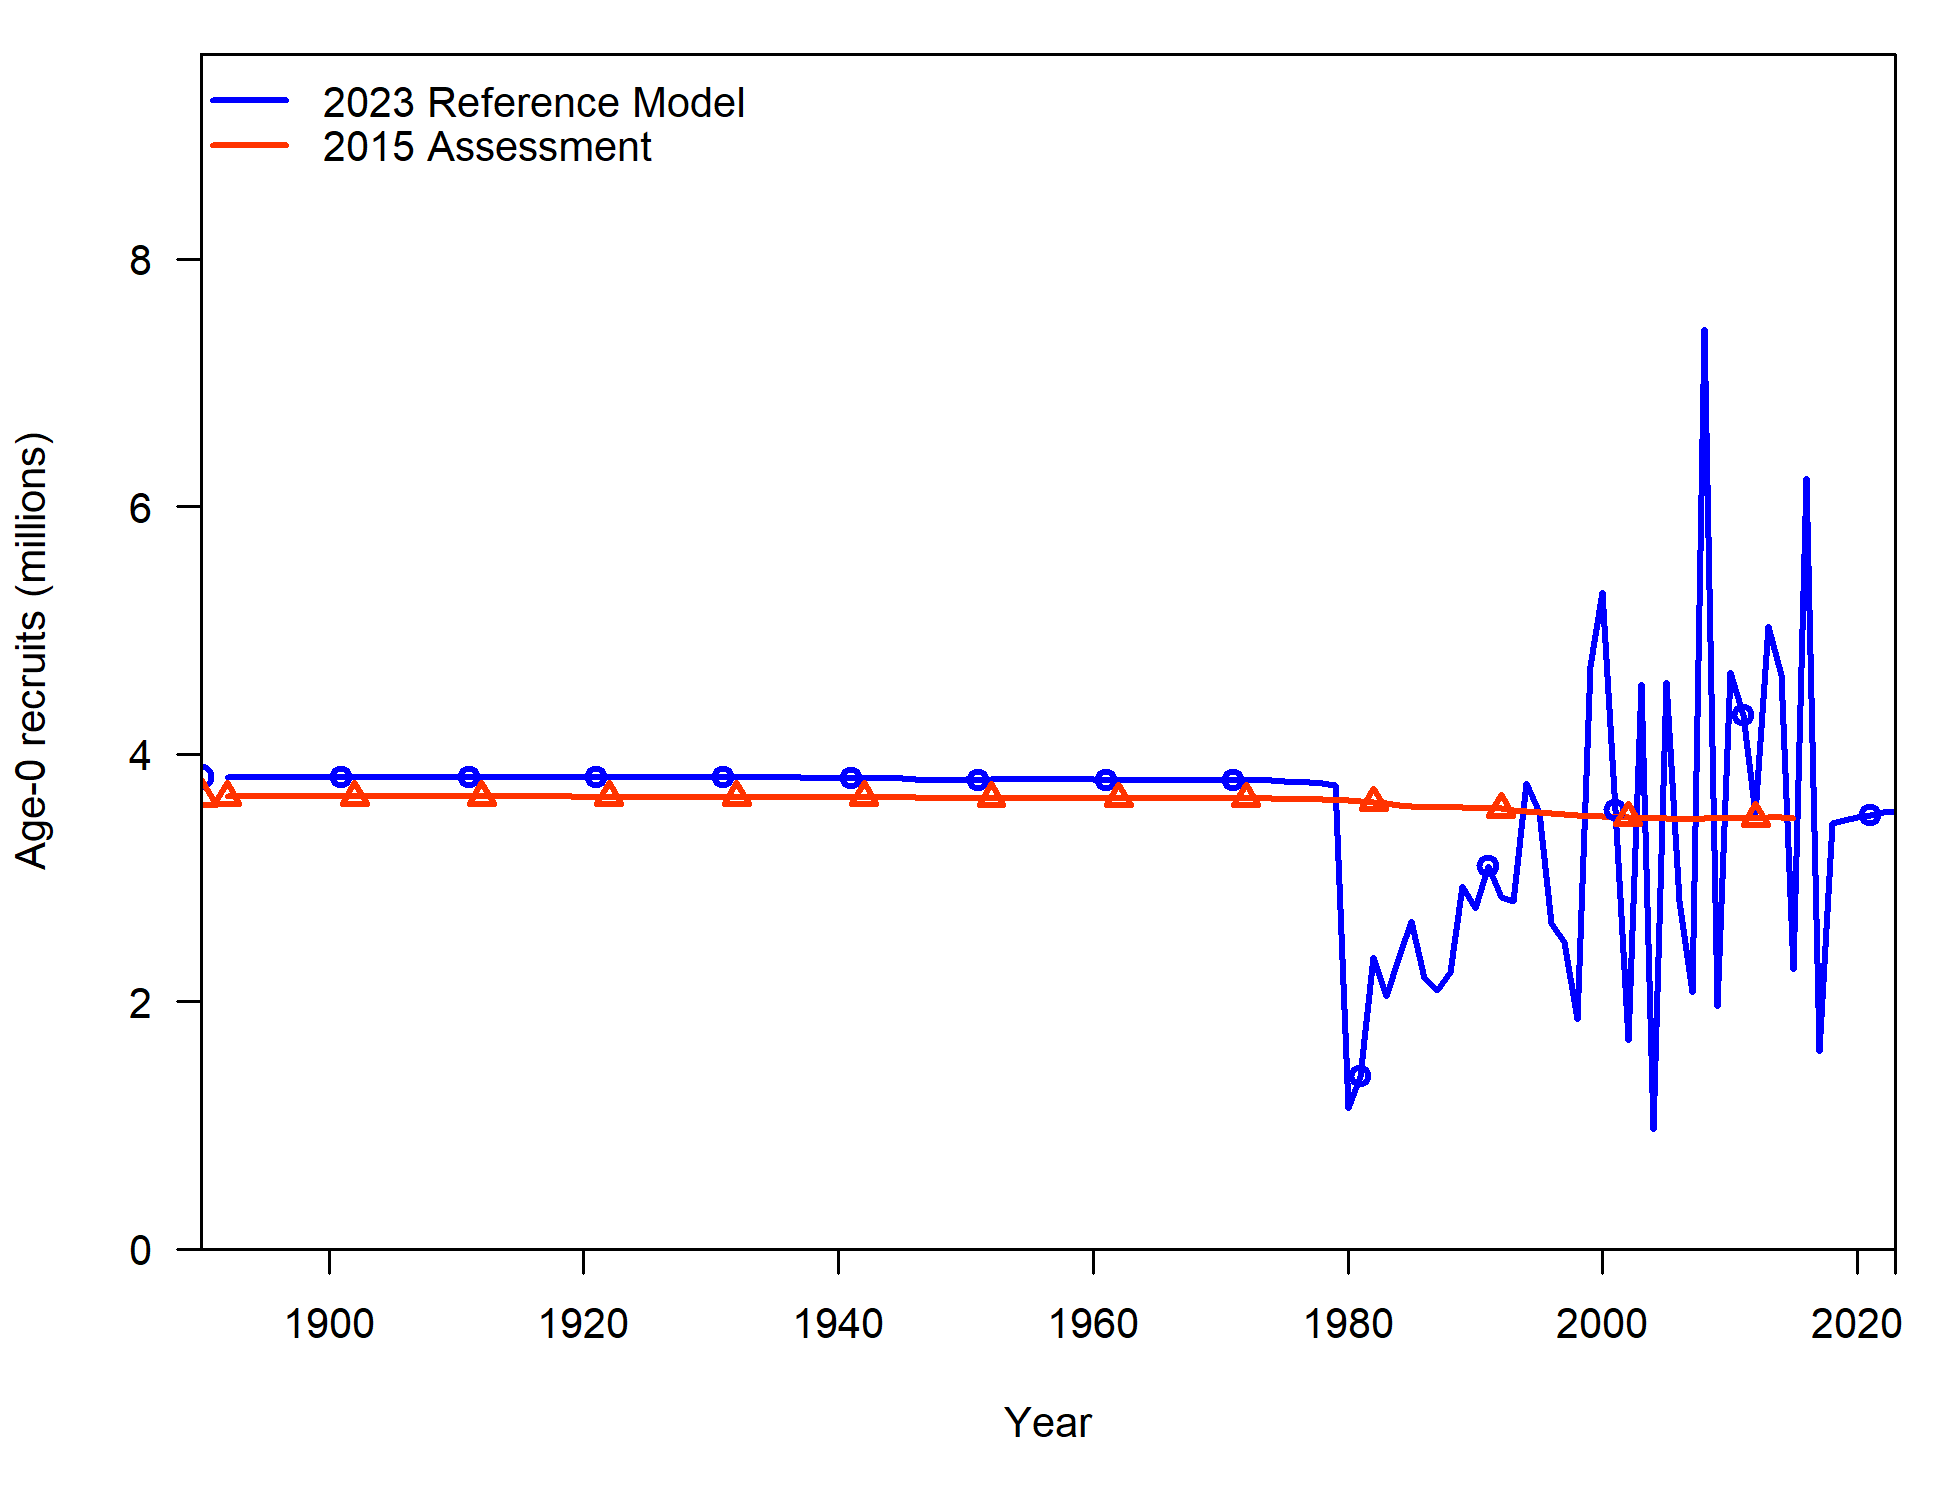 2023 Reference Model
2015 Assessment
Age-0 recruits (millions)
8
6
4
2
0
1900 1920 1940 1960 1980 2000 2020
Year